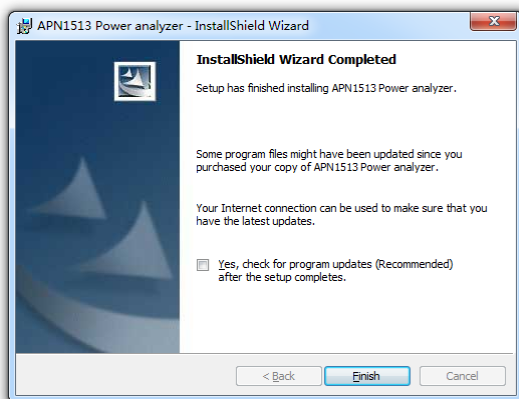 APN1513 Power analyzer - InstallShield Wizard
InstallShield Wizard Completed
Setup has finished installing APN1513 Power analyzer.
Some program files might have been updated since you
purchased your copy of APN1513 Power analyzer.
Your Internet connection can be used to make sure that you
have the latest updates.
Yes, check for program updates (Recommended)
after the setup completes.
< Back
Finish
Cancel